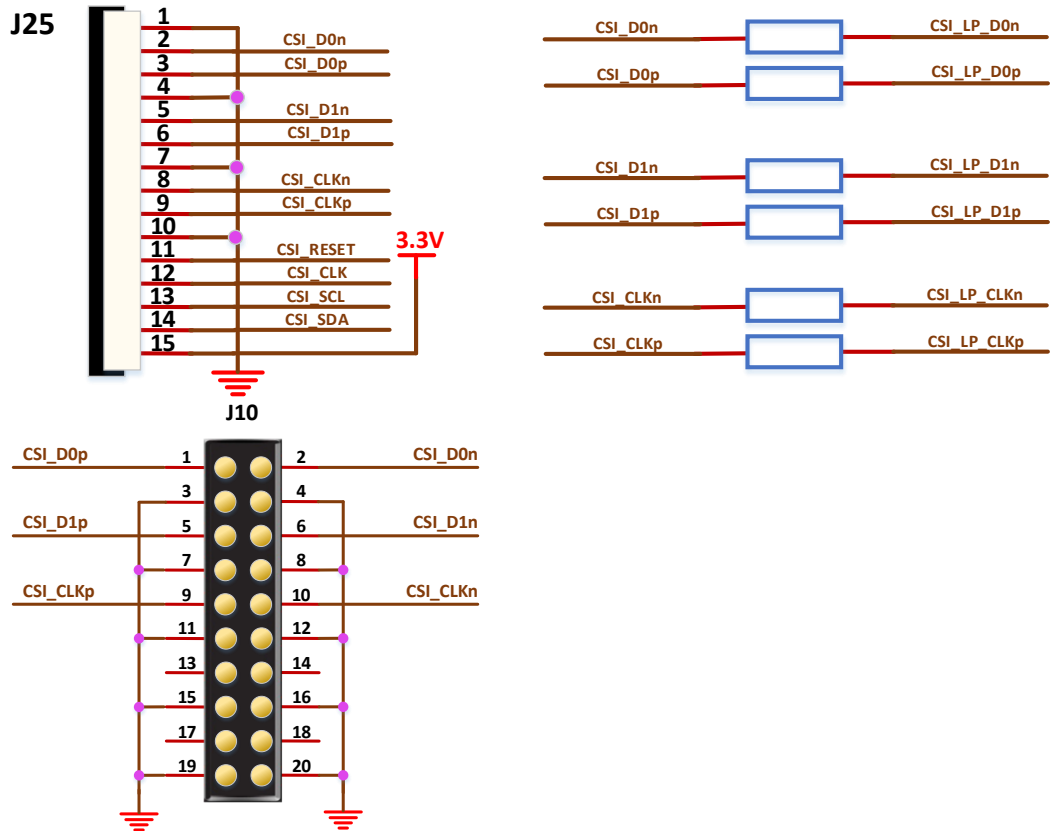 J25
1
2 CSI_D0n
3 CSI_D0p
4
5 CSI_D1n
6 CSI_D1p
7
8 CSI_CLKn
9 CSI_CLKp
10
3.3V
11 CSI_RESET
12 CSI_CLK
13 CSI_SCL
14 CSI_SDA
15
CSI_D0n CSI_LP_D0n
CSI_D0p CSI_LP_D0p
CSI_D1n CSI_LP_D1n
CSI_D1p CSI_LP_D1p
CSI_CLKn CSI_LP_CLKn
CSI_CLKp CSI_LP_CLKp
J10
CSI_D0p 1 2 CSI_D0n
3 4
CSI_D1p 5 6 CSI_D1n
7 8
CSI_CLKp 9 10 CSI_CLKn
11 12
13 14
15 16
17 18
19 20